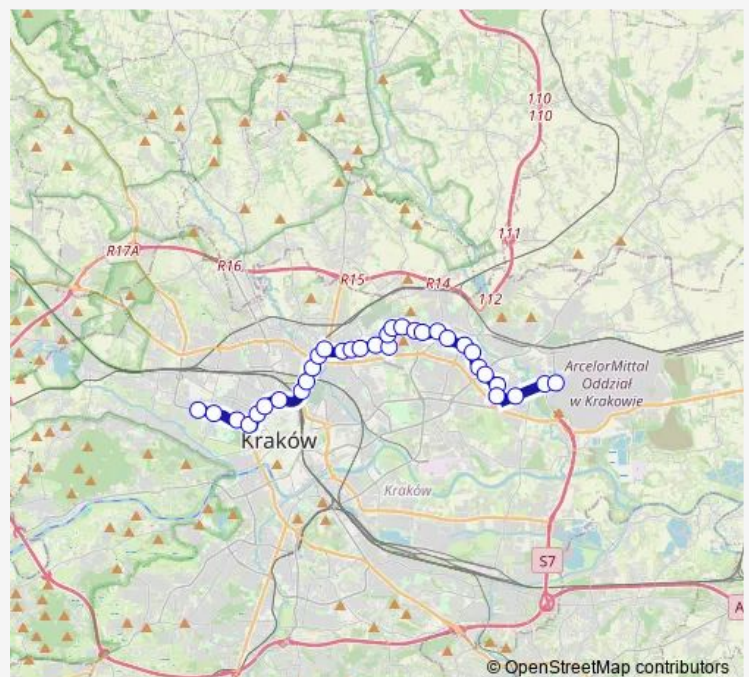 110
110
111
R17A
R16
R15
R14
112
ArcelorMittal
Oddział
w Krakowie
Kraków
Kraków
S7
A
© OpenStreetMap contributors